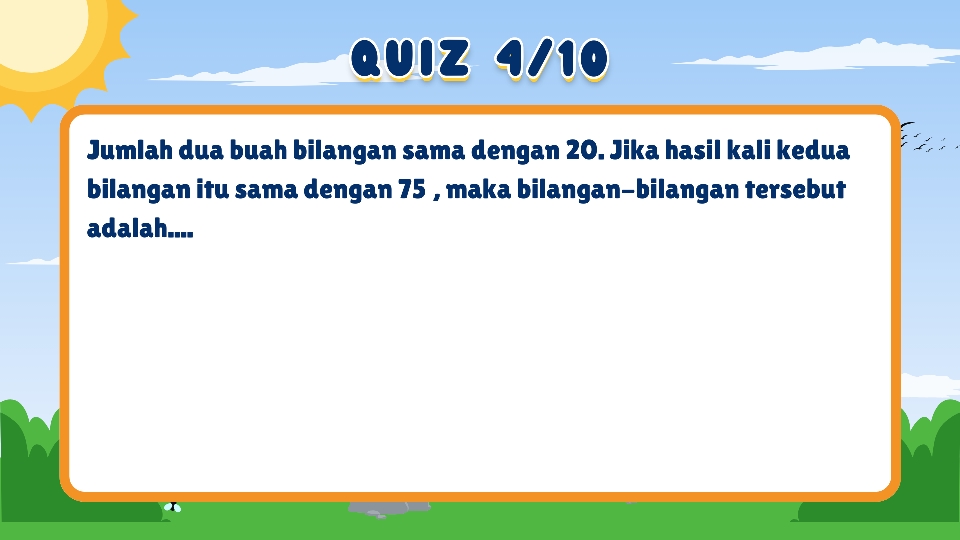 QUIZ 4/10
Jumlah dua buah bilangan sama dengan 20. Jika hasil kali kedua
bilangan itu sama dengan 75 , maka bilangan-bilangan tersebut
adalah....